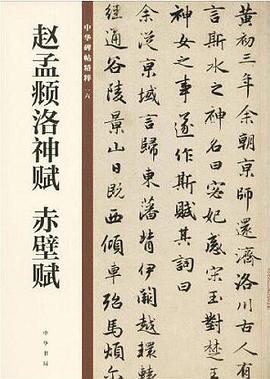 中华碑帖精粹 一六
赵孟頫洛神赋 赤壁赋
中华书局
黄初三年余朝京師還濟洛川古人有
言斯水之神名曰宓妃感宋玉對楚王
神女之事遂作斯賦其詞曰
余從京域言歸東藩背伊闕越轘轅
經通谷陵景山日既西傾車殆馬煩尔